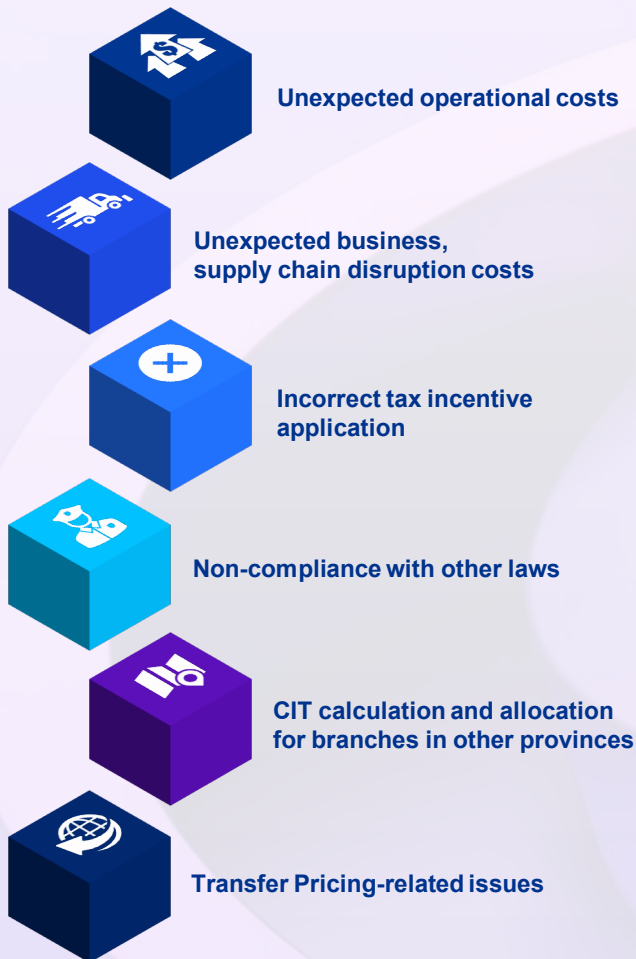 Unexpected operational costs
Unexpected business,
supply chain disruption costs
Incorrect tax incentive
application
Non-compliance with other laws
CIT calculation and allocation
for branches in other provinces
Transfer Pricing-related issues